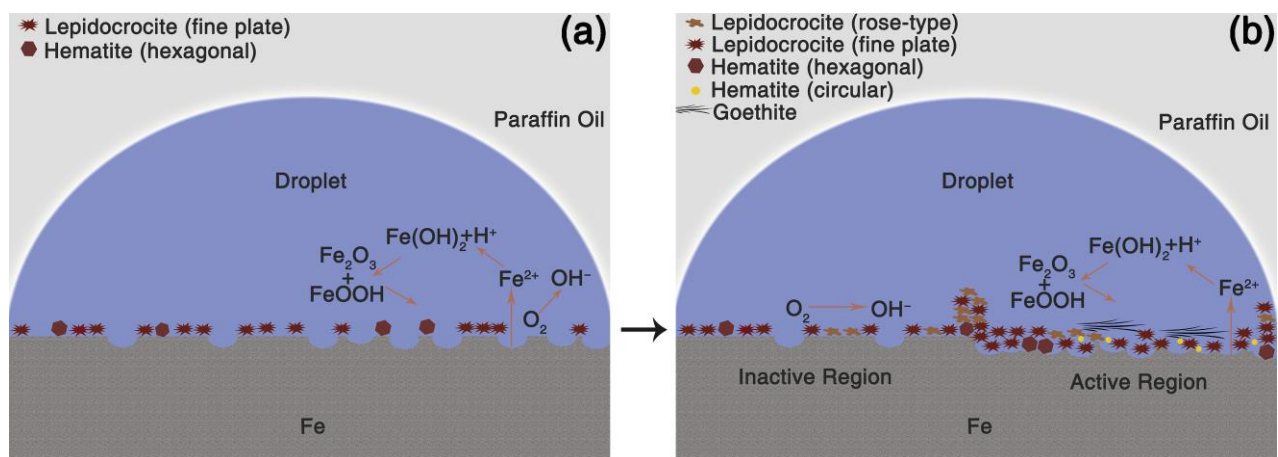 (a)
Lepidocrocite (fine plate)
Hematite (hexagonal)
Paraffin Oil
Droplet
Fe(OH)₂+H⁺
Fe₂O₃
+
FeOOH
Fe²⁺
OH⁻
O₂
Fe
(b)
Lepidocrocite (rose-type)
Lepidocrocite (fine plate)
Hematite (hexagonal)
Hematite (circular)
Goethite
Paraffin Oil
Droplet
Fe(OH)₂+H⁺
Fe₂O₃
+
FeOOH
Fe²⁺
O₂
OH⁻
Inactive Region
Active Region
Fe